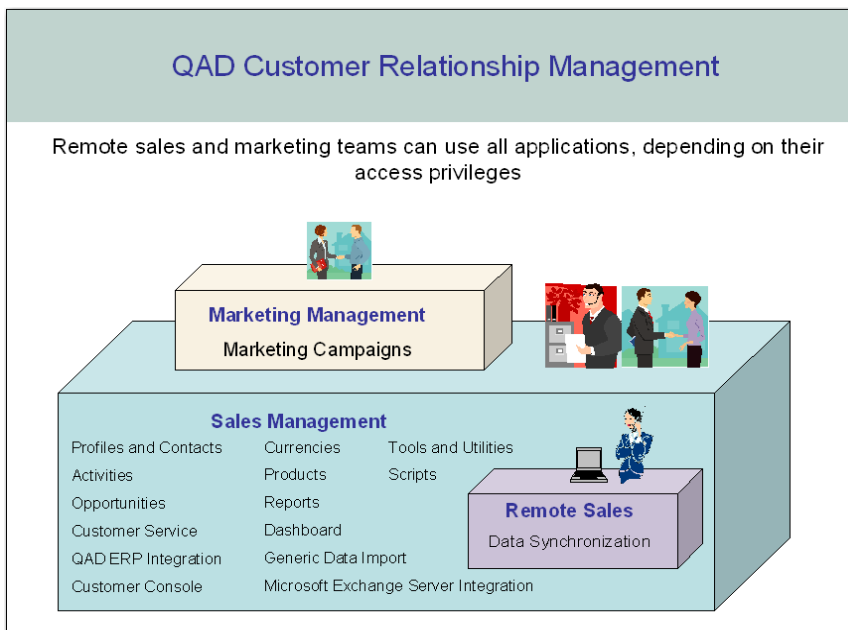 QAD Customer Relationship Management
Remote sales and marketing teams can use all applications, depending on their
access privileges
Marketing Management
Marketing Campaigns
Sales Management
Profiles and Contacts
Activities
Opportunities
Customer Service
QAD ERP Integration
Customer Console
Currencies
Products
Reports
Dashboard
Generic Data Import
Microsoft Exchange Server Integration
Tools and Utilities
Scripts
Remote Sales
Data Synchronization